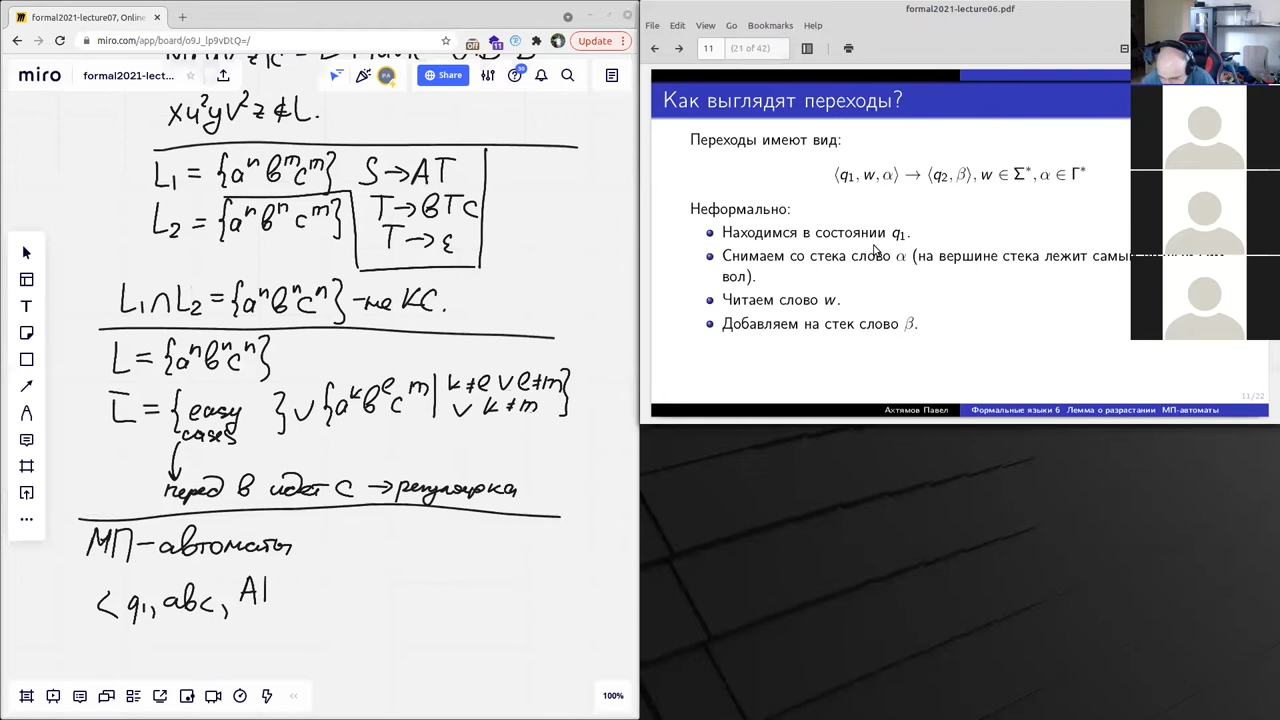 formal2021-lecture07, Online
miro.com/app/board/o9J_lp9vDtQ=/
Update
miro
formal2021-lect...
Share
xu²yv²z ∉ L.
L₁ = {aⁿbᵐcᵐ}
S → AT
L₂ = {aⁿbⁿcᵐ}
T → bTc
T → ε
L₁ ∩ L₂ = {aⁿbⁿcⁿ} – не КС.
L = {aⁿbⁿcⁿ}
L̅ = {easy cases} ∪ {aᵏbᵉcᵐ | k ≠ e ∨ e ≠ m ∨ k ≠ m}
перед b идет c → регулярка
МП-автоматы
< q₁, abc, A
100%
formal2021-lecture06.pdf
File Edit View Go Bookmarks Help
11 (21 of 42)
Как выглядят переходы?
Переходы имеют вид:
⟨q₁, w, α⟩ → ⟨q₂, β⟩, w ∈ Σ*, α ∈ Γ*
Неформально:
Находимся в состоянии q₁.
Снимаем со стека слово α (на вершине стека лежит самый
вол).
Читаем слово w.
Добавляем на стек слово β.
11/22
Ахтямов Павел Формальные языки 6 Лемма о разрастании МП-автоматы